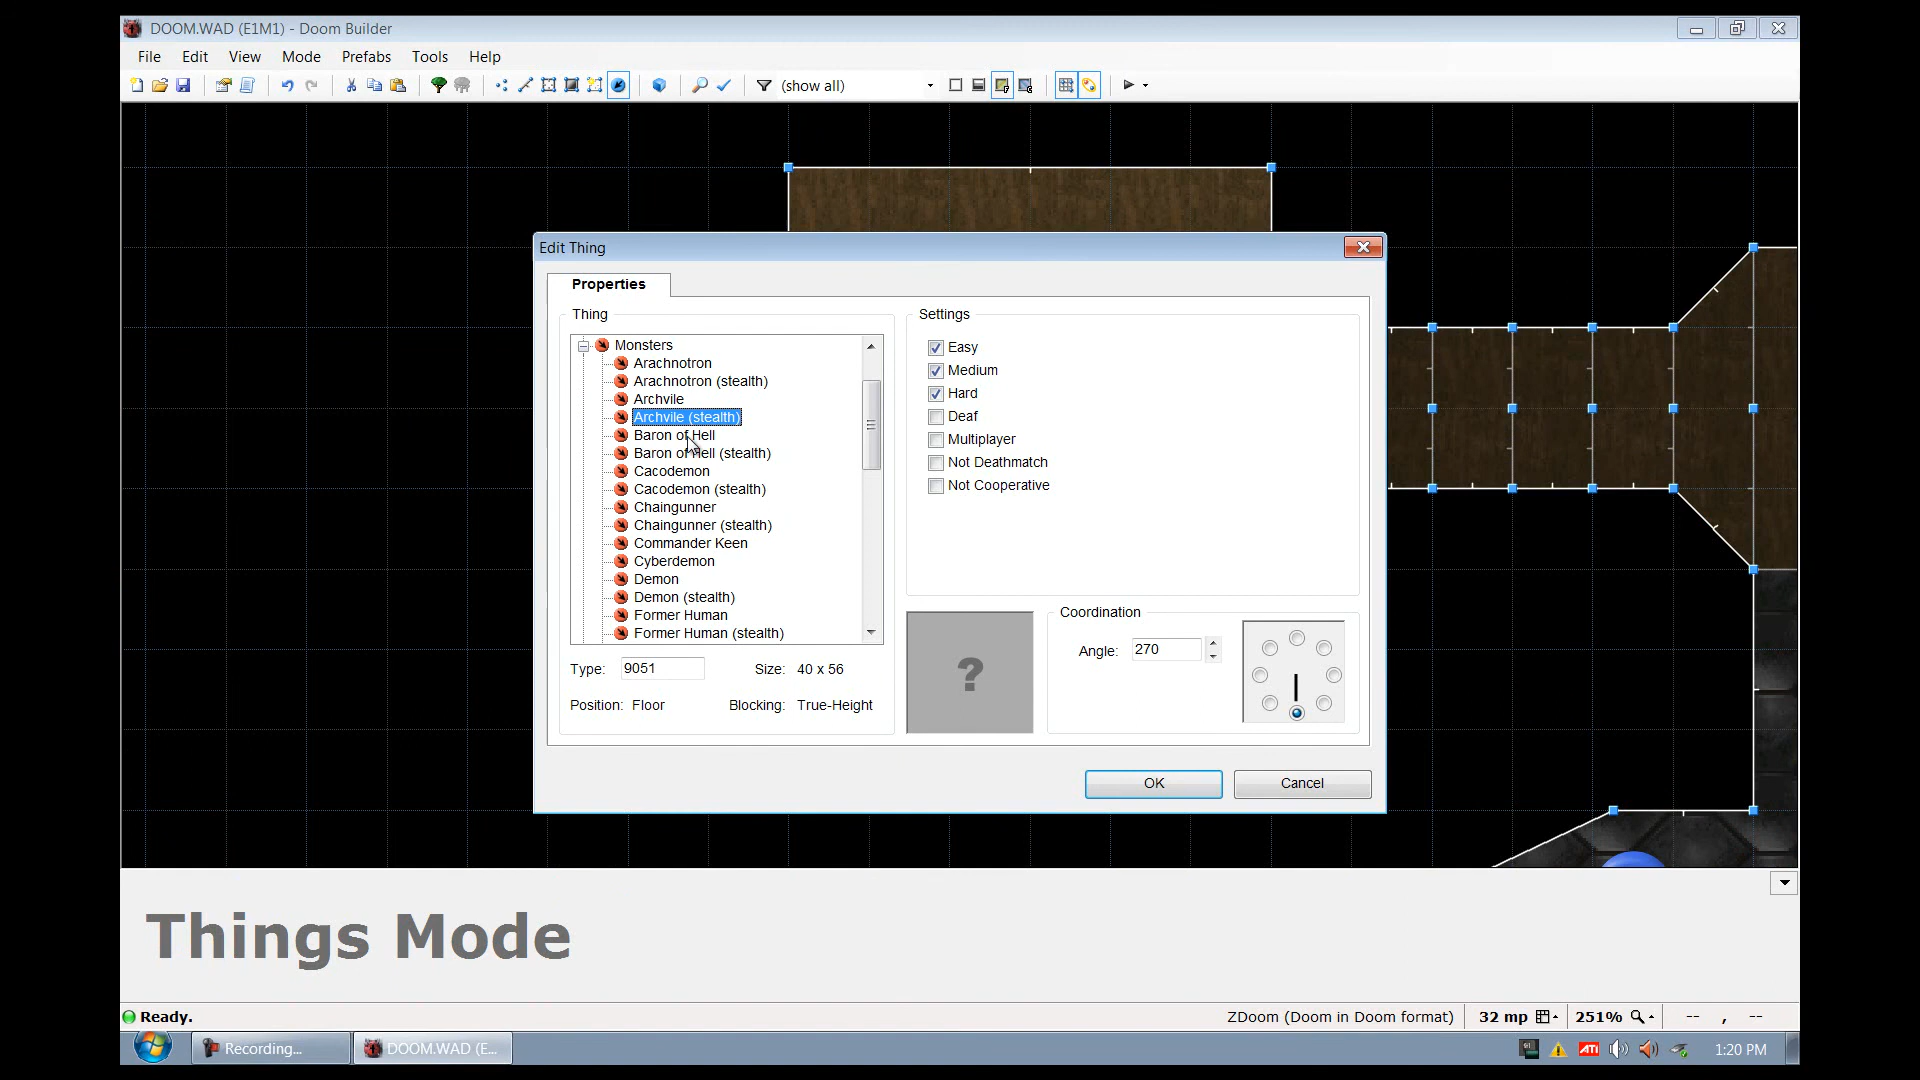 DOOM.WAD (E1M1) - Doom Builder
File Edit View Mode Prefabs Tools Help
(show all)
Edit Thing
Properties
Thing
Monsters
Arachnotron
Arachnotron (stealth)
Archvile
Archvile (stealth)
Baron of Hell
Baron of Hell (stealth)
Cacodemon
Cacodemon (stealth)
Chaingunner
Chaingunner (stealth)
Commander Keen
Cyberdemon
Demon
Demon (stealth)
Former Human
Former Human (stealth)
Type: 9051 Size: 40 x 56
Position: Floor Blocking: True-Height
Settings
Easy
Medium
Hard
Deaf
Multiplayer
Not Deathmatch
Not Cooperative
?
Coordination
Angle: 270
OK Cancel
Things Mode
Ready. ZDoom (Doom in Doom format) 32 mp 251% -- , --
Recording... DOOM.WAD (E... ATI 1:20 PM